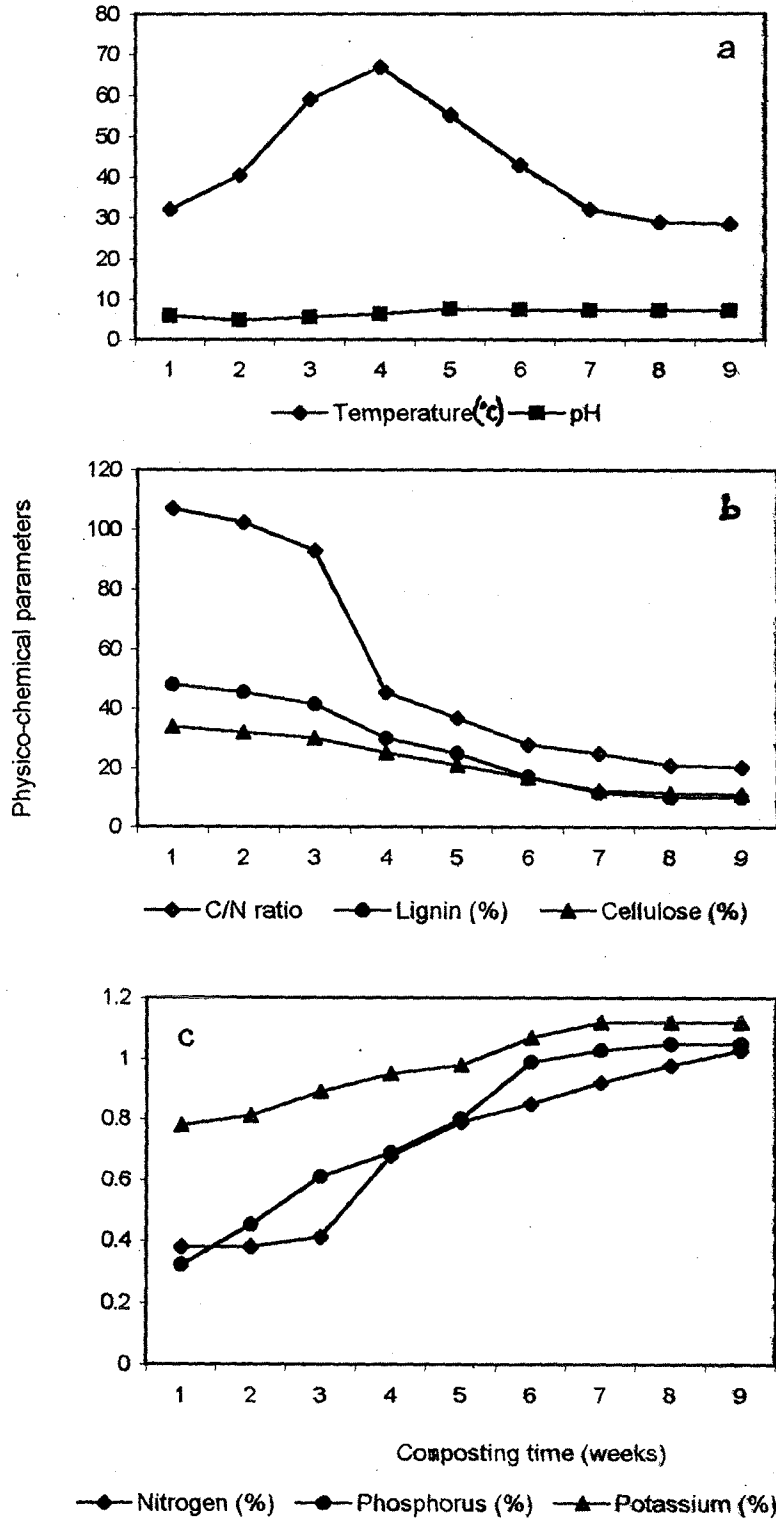 80
70
60
50
40
30
20
10
0
a
1 2 3 4 5 6 7 8 9
Temperature(°C) pH
Physico-chemical parameters
120
100
80
60
40
20
0
b
1 2 3 4 5 6 7 8 9
C/N ratio Lignin (%) Cellulose (%)
1.2
1
0.8
0.6
0.4
0.2
0
c
1 2 3 4 5 6 7 8 9
Composting time (weeks)
Nitrogen (%) Phosphorus (%) Potassium (%)